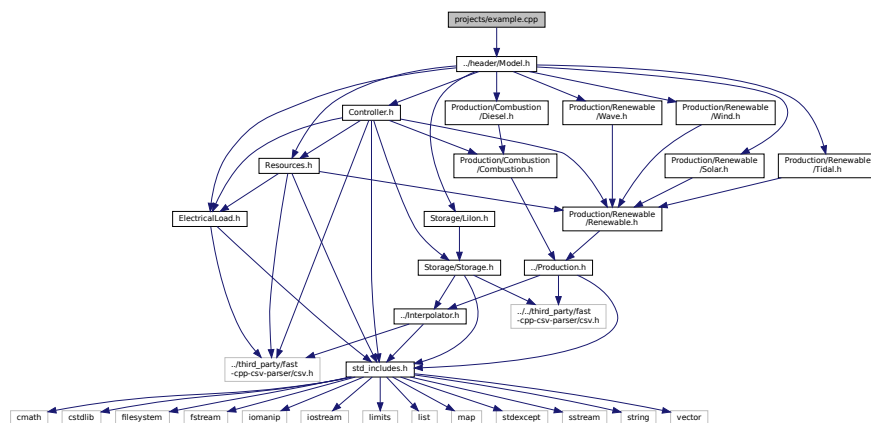 projects/example.cpp
../header/Model.h
Controller.h
Production/Combustion
/Diesel.h
Production/Renewable
/Wave.h
Production/Renewable
/Wind.h
Resources.h
Production/Combustion
/Combustion.h
Production/Renewable
/Solar.h
Production/Renewable
/Tidal.h
ElectricalLoad.h
Storage/LiIon.h
Production/Renewable
/Renewable.h
Storage/Storage.h
../Production.h
../Interpolator.h
../../third_party/fast
-cpp-csv-parser/csv.h
../third_party/fast
-cpp-csv-parser/csv.h
std_includes.h
cmath
cstdlib
filesystem
fstream
iomanip
iostream
limits
list
map
stdexcept
sstream
string
vector